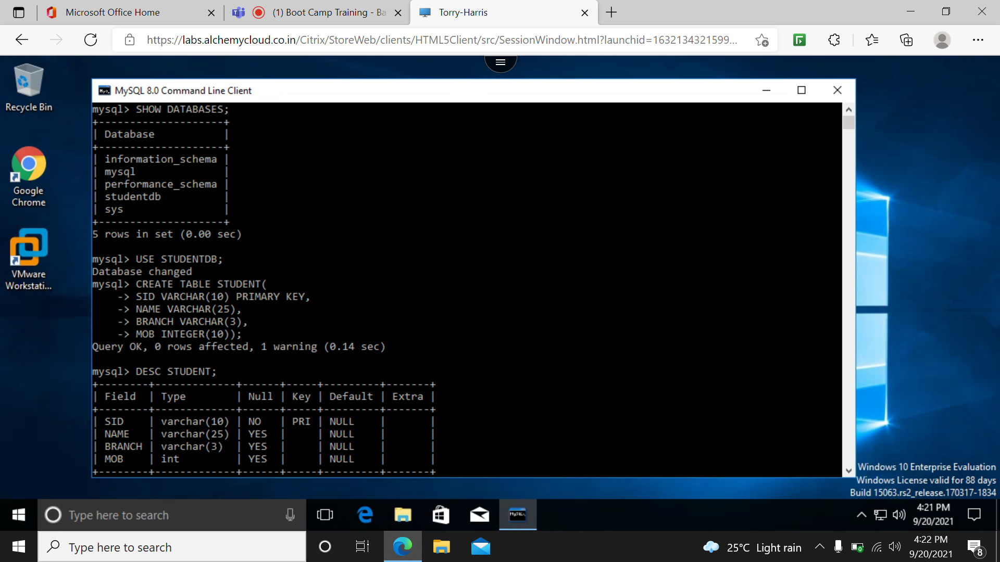 Microsoft Office Home
(1) Boot Camp Training - Ba
Torry-Harris
https://labs.alchemycloud.co.in/Citrix/StoreWeb/clients/HTML5Client/src/SessionWindow.html?launchid=1632134321599...
Recycle Bin
Google
Chrome
VMware
Workstati...
MySQL 8.0 Command Line Client
mysql> SHOW DATABASES;
+--------------------+
| Database           |
+--------------------+
| information_schema |
| mysql              |
| performance_schema |
| studentdb          |
| sys                |
+--------------------+
5 rows in set (0.00 sec)
mysql> USE STUDENTDB;
Database changed
mysql> CREATE TABLE STUDENT(
    -> SID VARCHAR(10) PRIMARY KEY,
    -> NAME VARCHAR(25),
    -> BRANCH VARCHAR(3),
    -> MOB INTEGER(10));
Query OK, 0 rows affected, 1 warning (0.14 sec)
mysql> DESC STUDENT;
+--------+-------------+------+-----+---------+-------+
| Field  | Type        | Null | Key | Default | Extra |
+--------+-------------+------+-----+---------+-------+
| SID    | varchar(10) | NO   | PRI | NULL    |       |
| NAME   | varchar(25) | YES  |     | NULL    |       |
| BRANCH | varchar(3)  | YES  |     | NULL    |       |
| MOB    | int         | YES  |     | NULL    |       |
+--------+-------------+------+-----+---------+-------+
Windows 10 Enterprise Evaluation
Windows License valid for 88 days
Build 15063.rs2_release.170317-1834
Type here to search
4:21 PM
9/20/2021
Type here to search
25°C Light rain
4:22 PM
9/20/2021
8